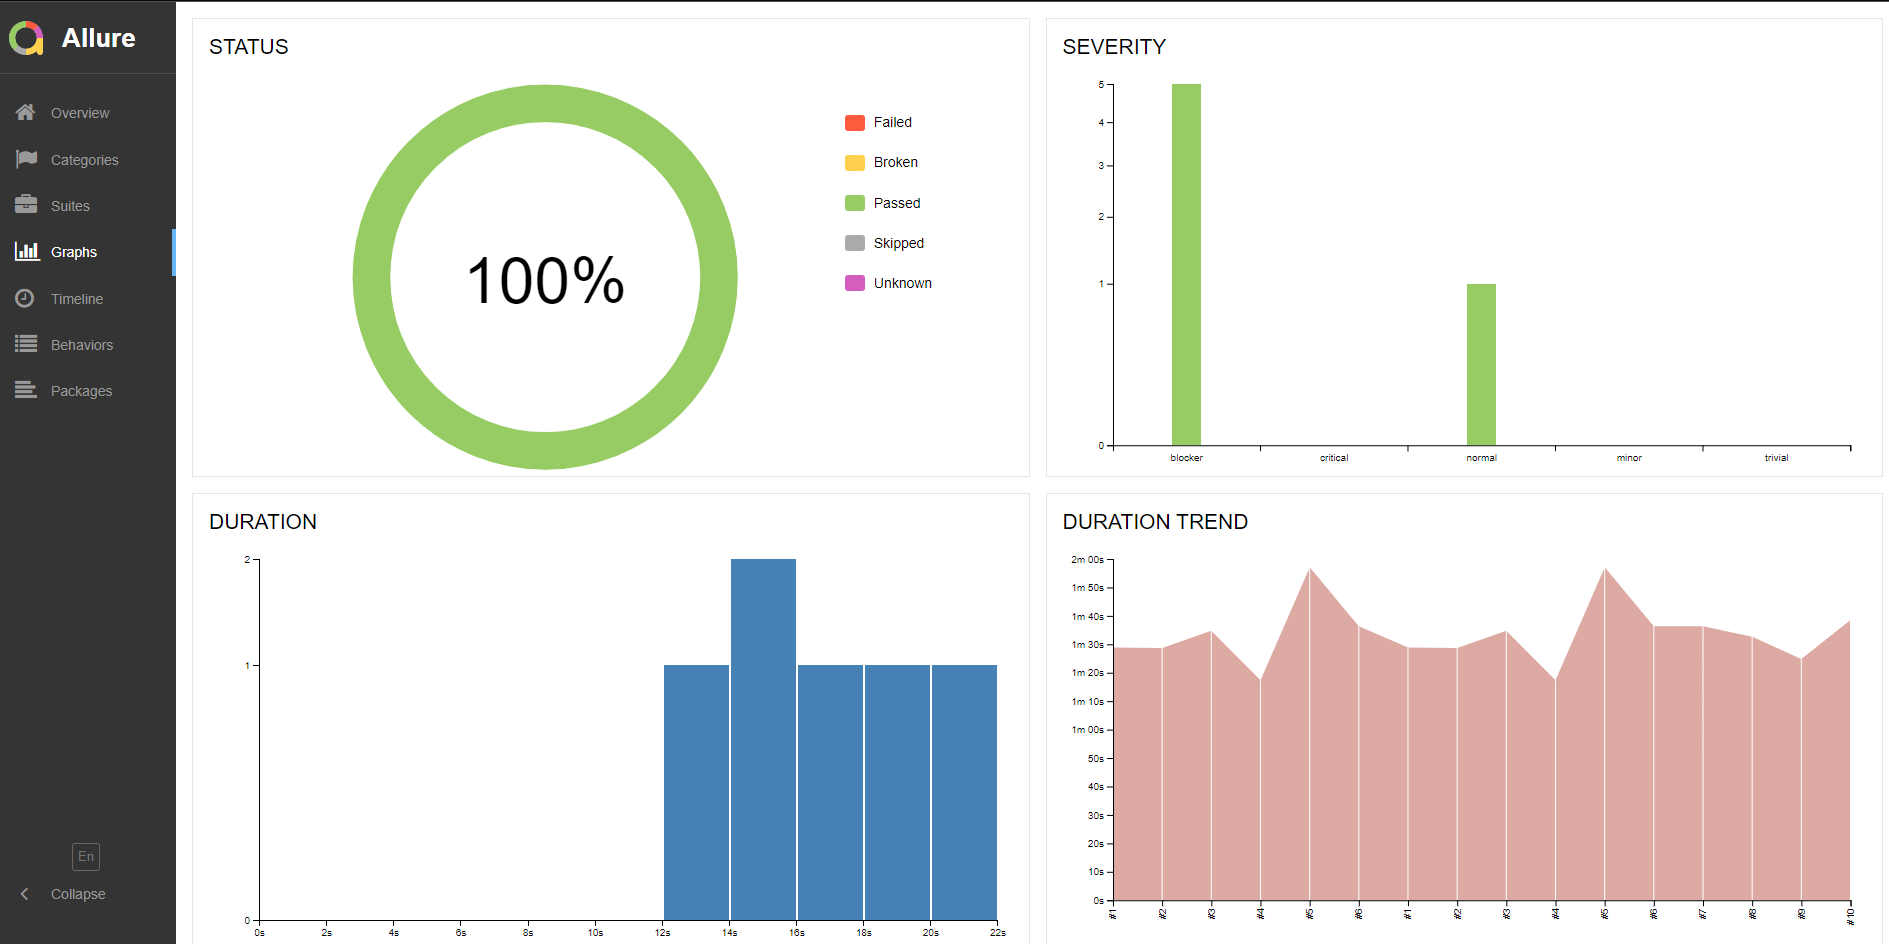 Allure
Overview
Categories
Suites
Graphs
Timeline
Behaviors
Packages
En
Collapse
STATUS
100%
Failed
Broken
Passed
Skipped
Unknown
SEVERITY
5
4
3
2
1
0
blocker critical normal minor trivial
DURATION
2
1
0
0s 2s 4s 6s 8s 10s 12s 14s 16s 18s 20s 22s
DURATION TREND
2m 00s
1m 50s
1m 40s
1m 30s
1m 20s
1m 10s
1m 00s
50s
40s
30s
20s
10s
0s
#1 #2 #3 #4 #5 #6 #1 #2 #3 #4 #5 #6 #7 #8 #9 #10